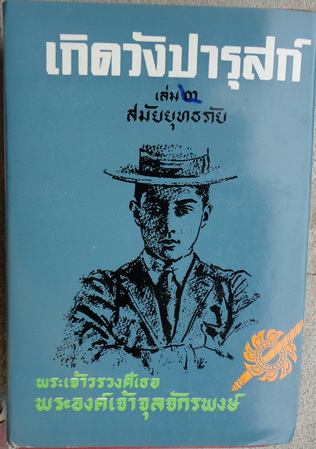 เกิดวังปารุสก์
เล่ม ๓
สมัยยุทธภัย
พระเจ้าวรวงศ์เธอ
พระองค์เจ้าจุลจักรพงษ์